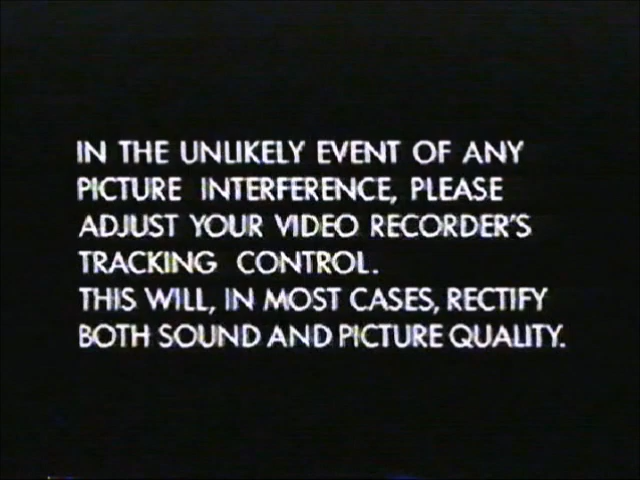 IN THE UNLIKELY EVENT OF ANY
PICTURE INTERFERENCE, PLEASE
ADJUST YOUR VIDEO RECORDER'S
TRACKING CONTROL.
THIS WILL, IN MOST CASES, RECTIFY
BOTH SOUND AND PICTURE QUALITY.